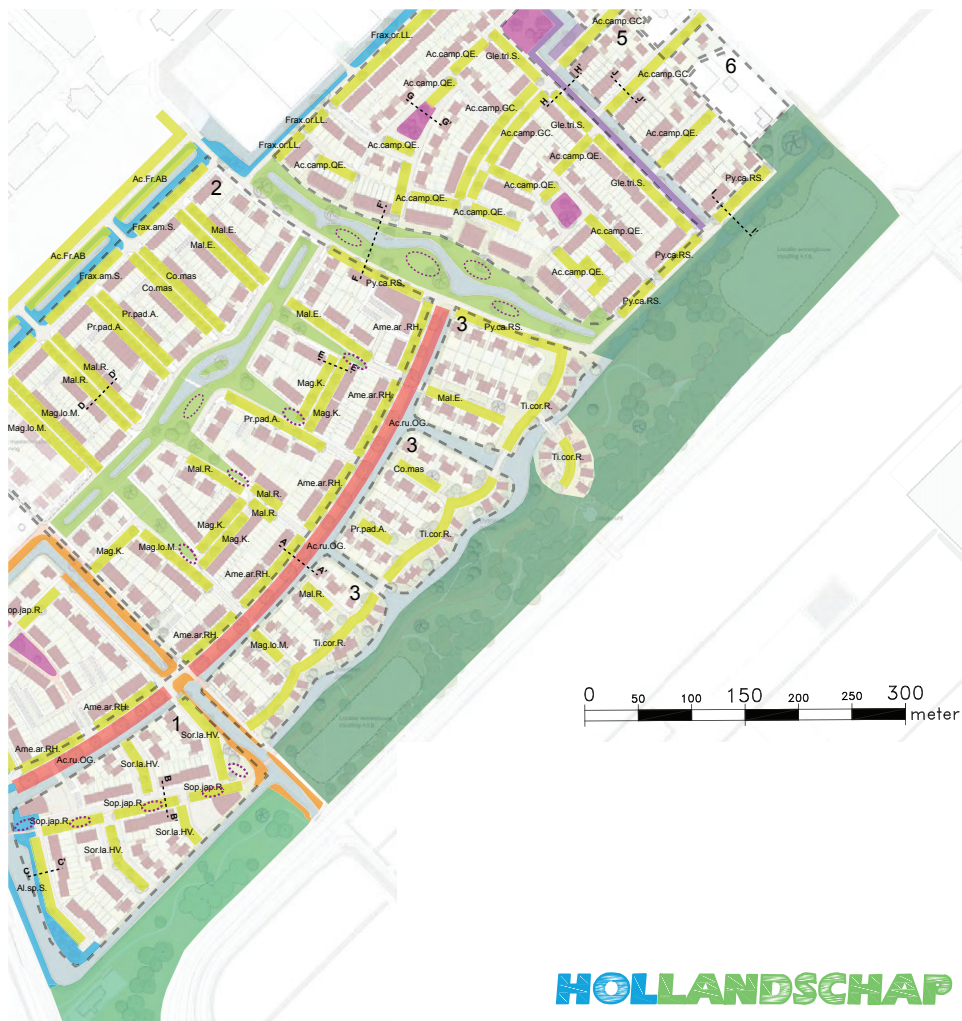 Ac.camp.GC.
5
Frax.or.LL.
Ac.camp.QE.
Gle.tri.S.
6
Ac.camp.GC.
Ac.camp.QE.
H'
J
G
J'
H
Ac.camp.GC.
Frax.or.LL.
G'
Gle.tri.S.
Ac.camp.GC.
Ac.camp.QE.
Frax.or.LL.
Ac.camp.QE.
Ac.camp.QE.
Ac.camp.QE.
Py.ca.RS.
Ac.Fr.AB
2
Ac.camp.QE.
Gle.tri.S.
I
Ac.camp.QE.
F'
Ac.camp.QE.
Frax.am.S.
Mal.E.
Ac.camp.QE.
I'
Ac.Fr.AB
Py.ca.RS.
Frax.am.S.
Co.mas
Ac.camp.QE.
F
Py.ca.RS.
Co.mas
Py.ca.RS.
Pr.pad.A.
Mal.E.
Pr.pad.A.
Ame.ar.RH.
3
Py.ca.RS.
E
Mal.R.
D'
E'
Mal.R.
Mag.K.
Ame.ar.RH.
Mal.E.
D
Mag.lo.M.
Mag.K.
Ti.cor.R.
Pr.pad.A.
Ac.ru.OG.
Mag.lo.M.
3
Ti.cor.R.
Mal.R.
Co.mas
Ame.ar.RH.
Mal.R.
Mal.R.
Mag.K.
Pr.pad.A.
Ti.cor.R.
Mag.K.
A
Mag.K.
Mag.lo.M.
Ac.ru.OG.
Ame.ar.RH.
A'
3
Mal.R.
op.jap.R.
Ame.ar.RH.
Mag.lo.M.
Ti.cor.R.
0 50 100 150 200 250 300
meter
Ame.ar.RH.
1
Sor.la.HV.
Ame.ar.RH.
Ac.ru.OG.
Sor.la.HV.
B
Sop.jap.R.
Sop.jap.R.
Sop.jap.R.
B'
Sor.la.HV.
Sor.la.HV.
C'
C
Al.sp.S.
HOLLANDSCHAP